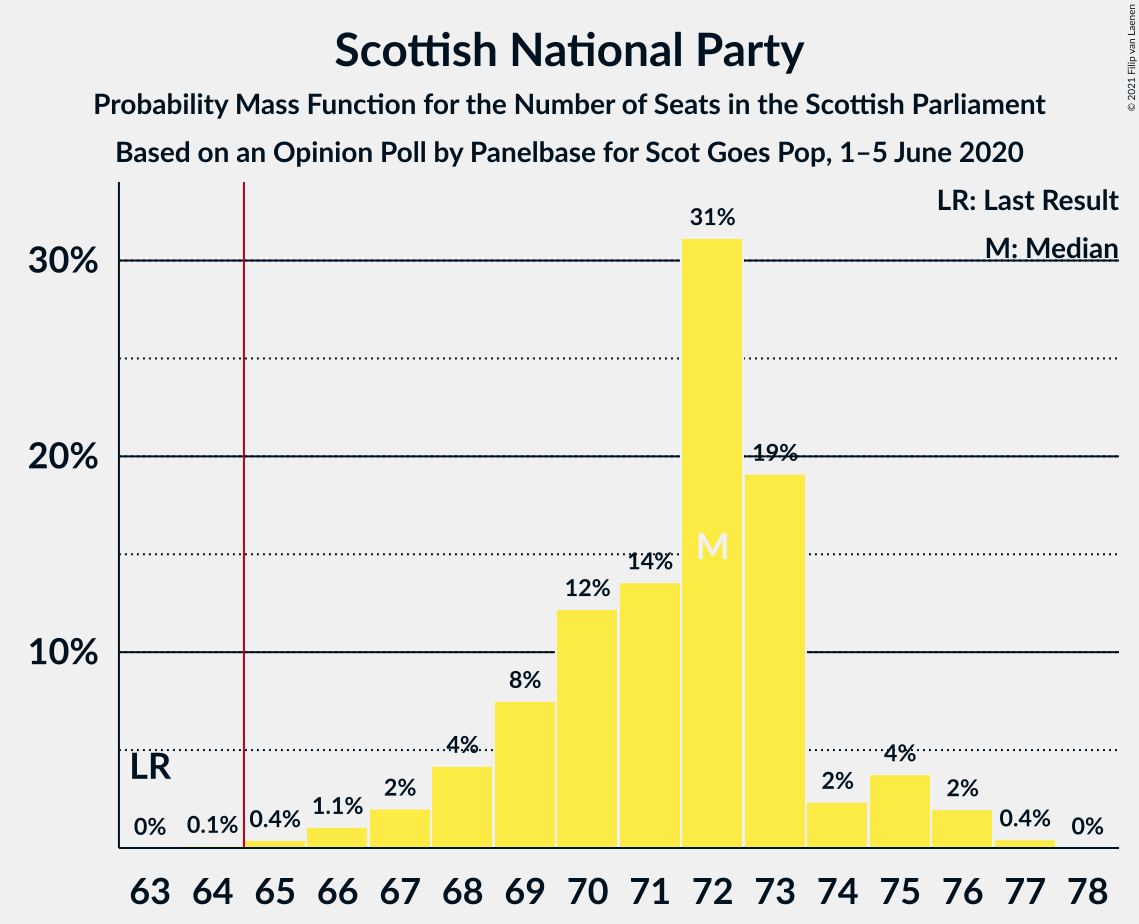 Scottish National Party
Probability Mass Function for the Number of Seats in the Scottish Parliament
Based on an Opinion Poll by Panelbase for Scot Goes Pop, 1–5 June 2020
© 2021 Filip van Laenen
LR: Last Result
M: Median
30%
20%
10%
LR
M
0%
0.1%
0.4%
1.1%
2%
4%
8%
12%
14%
31%
19%
2%
4%
2%
0.4%
0%
63 64 65 66 67 68 69 70 71 72 73 74 75 76 77 78